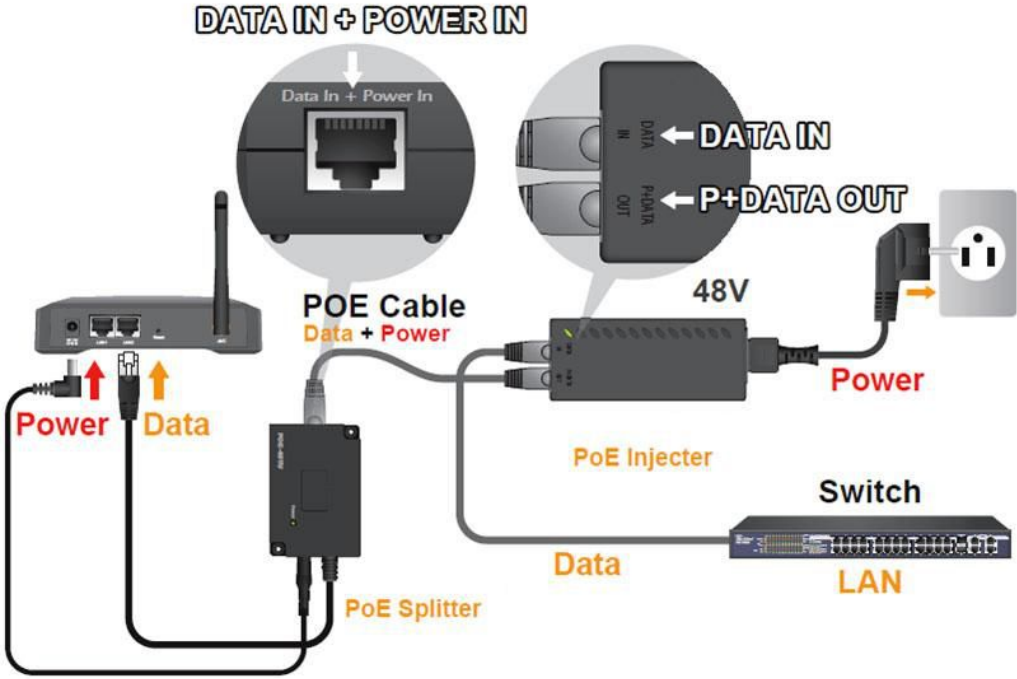 DATA IN + POWER IN
Data In + Power In
DATA
IN
DATA IN
P+DATA
OUT
P+DATA OUT
48V
POE Cable
Data + Power
Power
Power
Data
PoE Injecter
Switch
Data
LAN
PoE Splitter